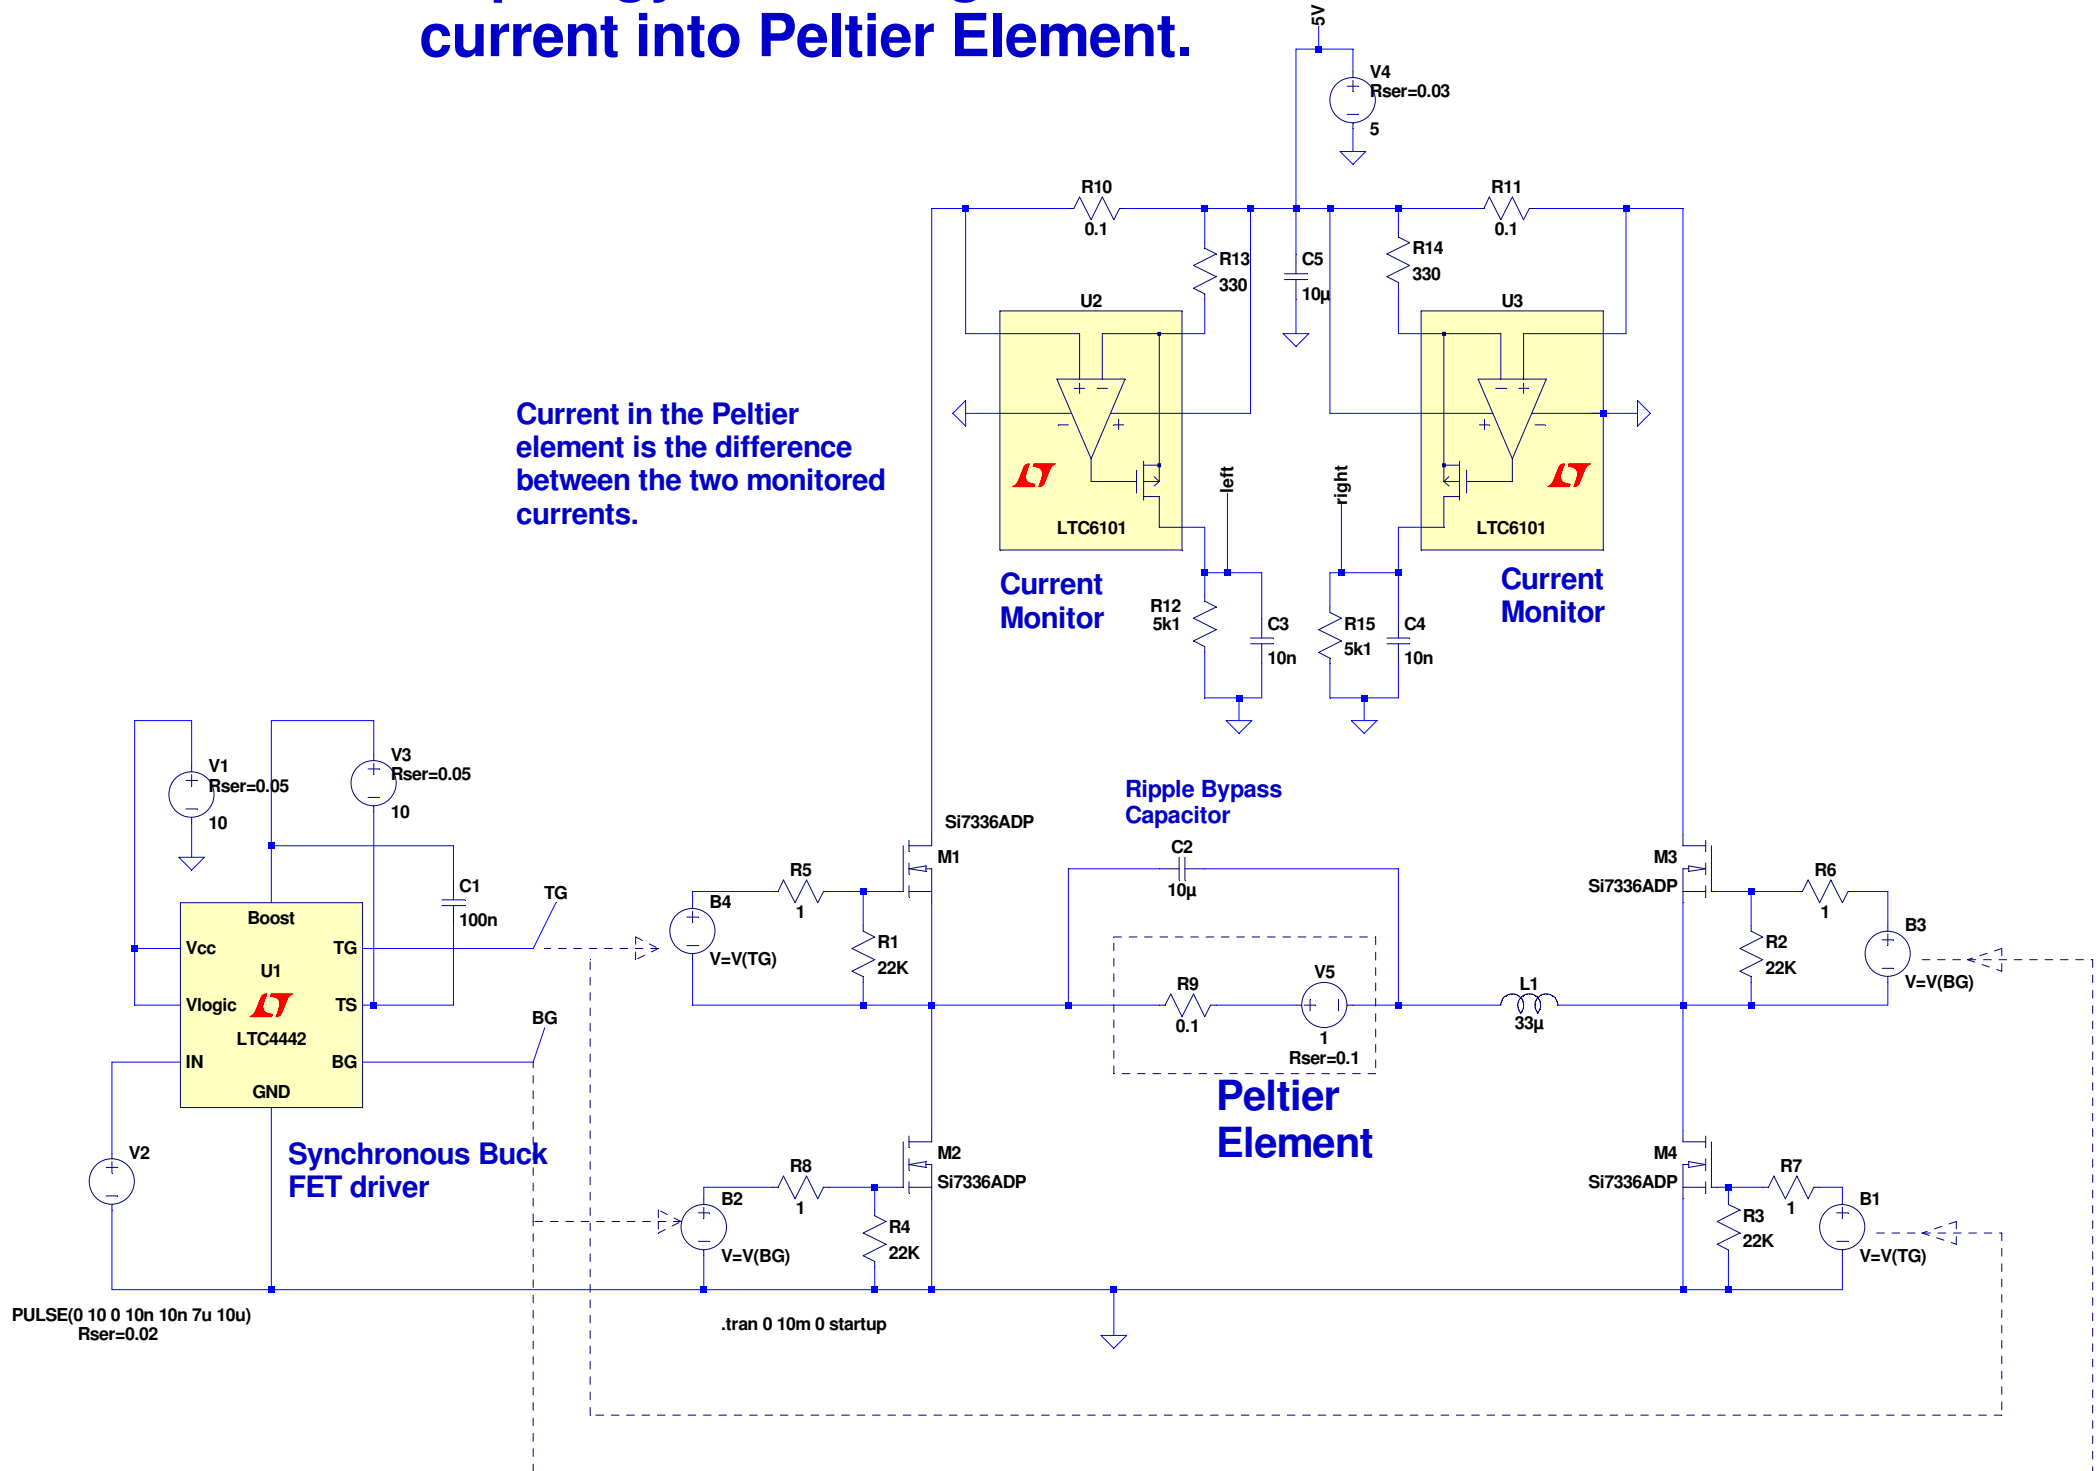 current into Peltier Element.
5V
V4
Rser=0.03
5
R10
0.1
R11
0.1
R13
330
C5
10µ
R14
330
U2
U3
Current in the Peltier
element is the difference
between the two monitored
currents.
left
right
LTC6101
LTC6101
Current
Monitor
Current
Monitor
R12
5k1
C3
10n
R15
5k1
C4
10n
V1
Rser=0.05
10
V3
Rser=0.05
10
Ripple Bypass
Capacitor
Si7336ADP
M1
C2
10µ
M3
Si7336ADP
R5
1
R6
1
C1
100n
TG
B4
V=V(TG)
R1
22K
R2
22K
B3
V=V(BG)
Boost
Vcc
TG
U1
Vlogic
TS
LTC4442
IN
BG
GND
BG
R9
0.1
V5
1
Rser=0.1
L1
33µ
Peltier
Element
Synchronous Buck
FET driver
V2
M2
Si7336ADP
R8
1
B2
V=V(BG)
R4
22K
M4
Si7336ADP
R7
1
R3
22K
B1
V=V(TG)
PULSE(0 10 0 10n 10n 7u 10u)
Rser=0.02
.tran 0 10m 0 startup